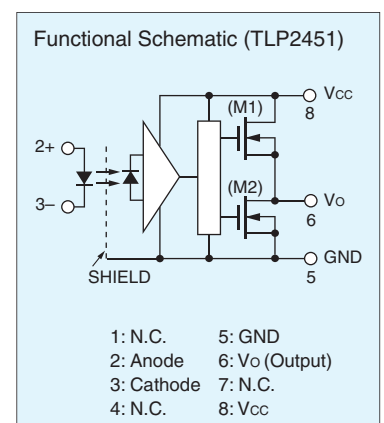 Functional Schematic (TLP2451)
(M1)
VCC
8
2+
(M2)
VO
6
3–
GND
5
SHIELD
1: N.C. 5: GND
2: Anode 6: VO (Output)
3: Cathode 7: N.C.
4: N.C. 8: VCC